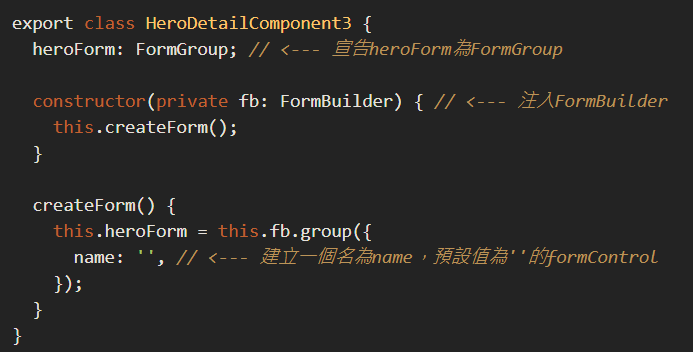 export class HeroDetailComponent3 {
  heroForm: FormGroup; // <--- 宣告heroForm為FormGroup

  constructor(private fb: FormBuilder) { // <--- 注入FormBuilder
    this.createForm();
  }

  createForm() {
    this.heroForm = this.fb.group({
      name: '', // <--- 建立一個名為name，預設值為''的formControl
    });
  }
}